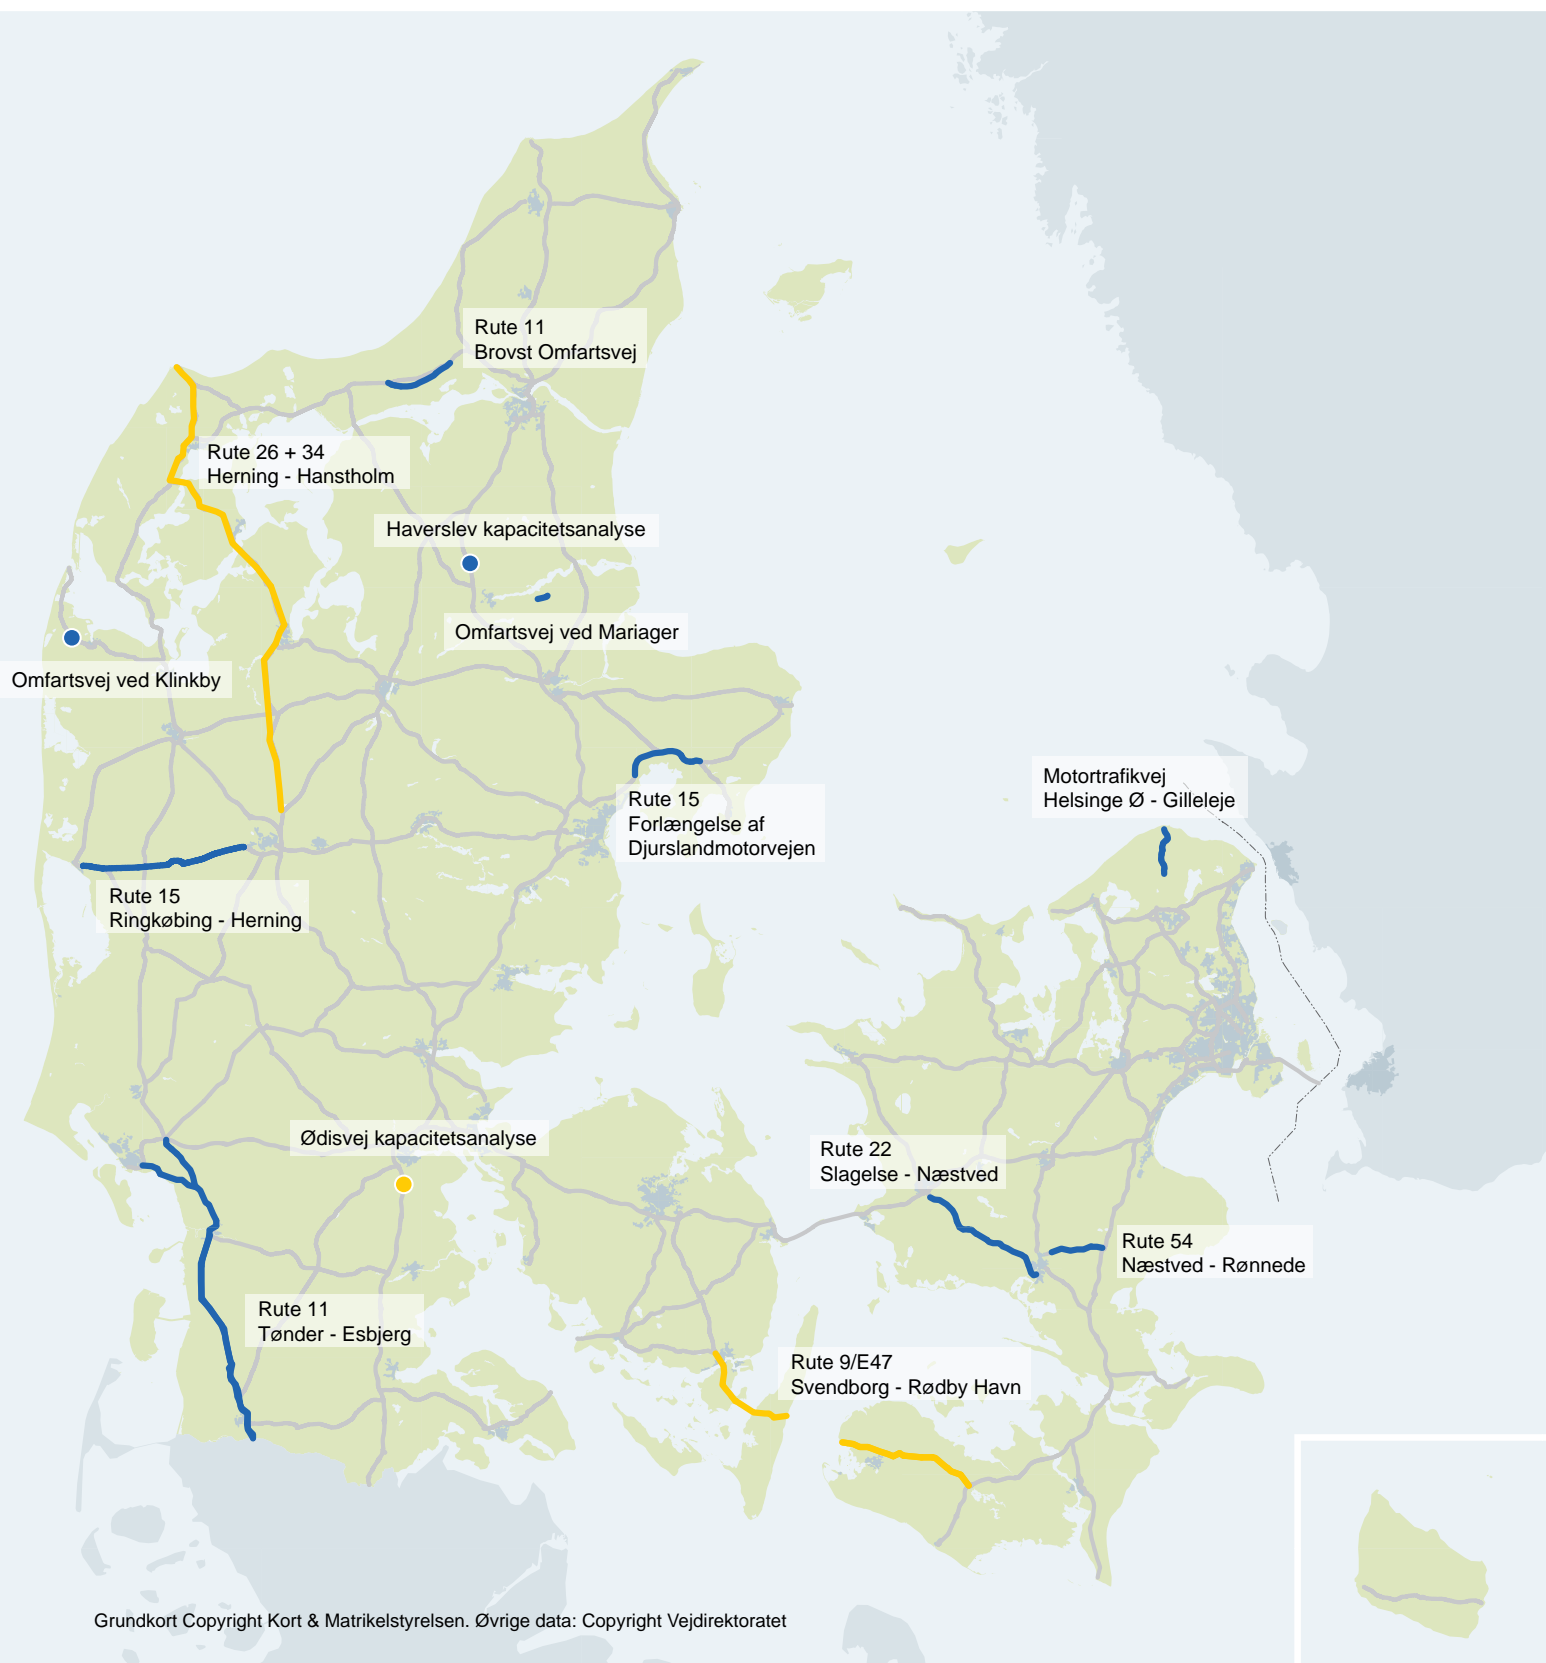 Rute 11
Brovst Omfartsvej
Rute 26 + 34
Herning - Hanstholm
Haverslev kapacitetsanalyse
Omfartsvej ved Mariager
Omfartsvej ved Klinkby
Motortrafikvej
Helsinge Ø - Gilleleje
Rute 15
Forlængelse af
Djurslandmotorvejen
Rute 15
Ringkøbing - Herning
Ødisvej kapacitetsanalyse
Rute 22
Slagelse - Næstved
Rute 54
Næstved - Rønnede
Rute 11
Tønder - Esbjerg
Rute 9/E47
Svendborg - Rødby Havn
Grundkort Copyright Kort & Matrikelstyrelsen. Øvrige data: Copyright Vejdirektoratet